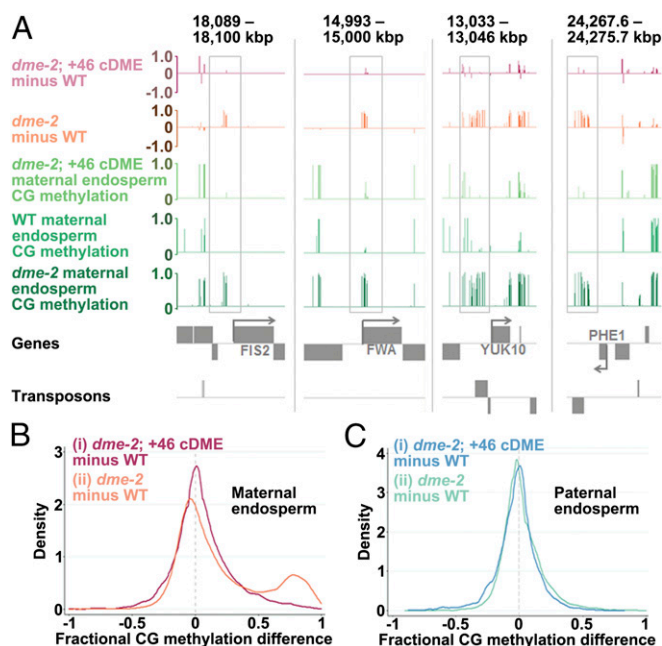 A
18,089 –
18,100 kbp
14,993 –
15,000 kbp
13,033 –
13,046 kbp
24,267.6 –
24,275.7 kbp
dme-2; +46 cDME
minus WT
1.0
0
-1.0
dme-2
minus WT
1.0
0
-1.0
dme-2; +46 cDME
maternal endosperm
CG methylation
1.0
0
WT maternal
endosperm
CG methylation
1.0
0
dme-2 maternal
endosperm
CG methylation
1.0
0
Genes
FIS2
FWA
YUK10
PHE1
Transposons
B
(i) dme-2; +46 cDME
minus WT
(ii) dme-2
minus WT
Maternal
endosperm
Density
3
2
1
0
-1
-0.5
0
0.5
1
Fractional CG methylation difference
C
(i) dme-2; +46 cDME
minus WT
(ii) dme-2
minus WT
Paternal
endosperm
Density
4
3
2
1
0
-1
-0.5
0
0.5
1
Fractional CG methylation difference